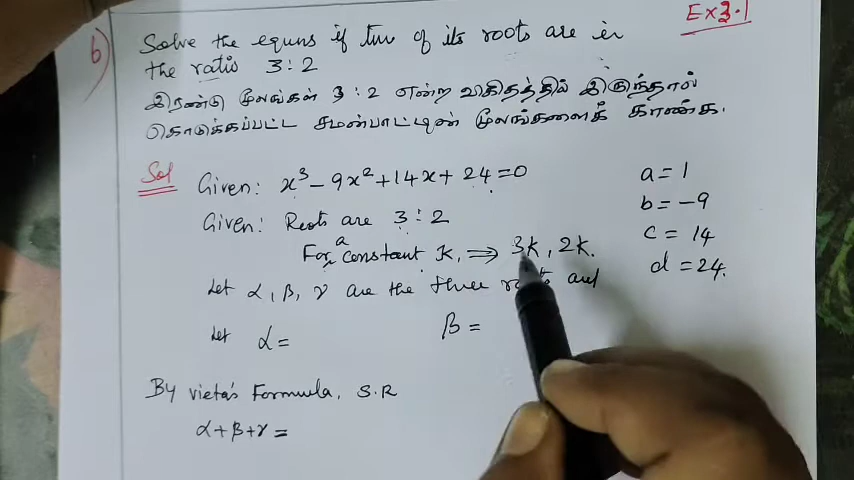 Ex 3.1
6) Solve the equns if two of its roots are in
the ratio 3:2
இரண்டு மூலங்கள் 3:2 என்ற விகிதத்தில் இருந்தால்
கொடுக்கப்பட்ட சமன்பாட்டின் மூலங்களைக் காண்க.
Sol Given: x³ - 9x² + 14x + 24 = 0
a = 1
b = -9
c = 14
d = 24.
Given: Roots are 3:2
For a constant k, ⇒ 3k, 2k.
Let α, β, γ are the three roots and
Let α = β =
By vieta's Formula, S.R
α+β+γ =